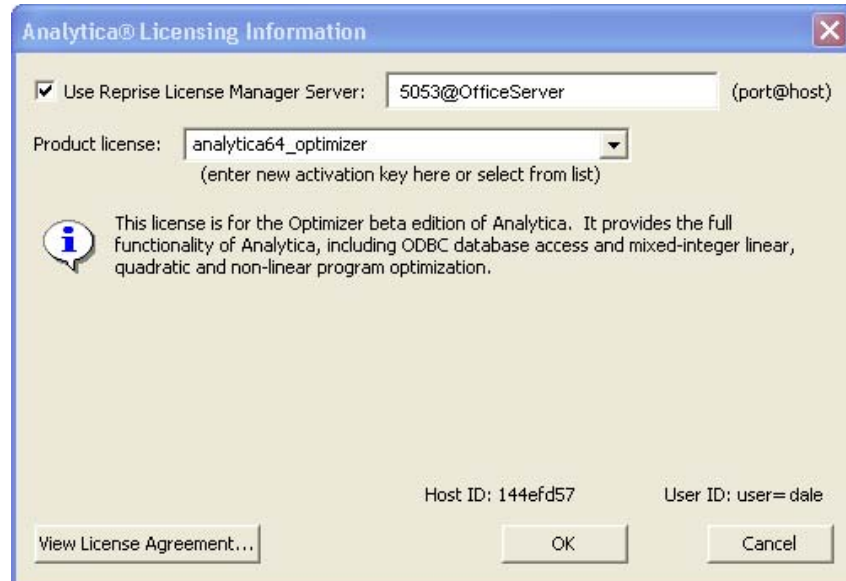 Analytica® Licensing Information
Use Reprise License Manager Server: 5053@OfficeServer (port@host)
Product license: analytica64_optimizer
(enter new activation key here or select from list)
This license is for the Optimizer beta edition of Analytica. It provides the full
functionality of Analytica, including ODBC database access and mixed-integer linear,
quadratic and non-linear program optimization.
Host ID: 144efd57 User ID: user=dale
View License Agreement... OK Cancel